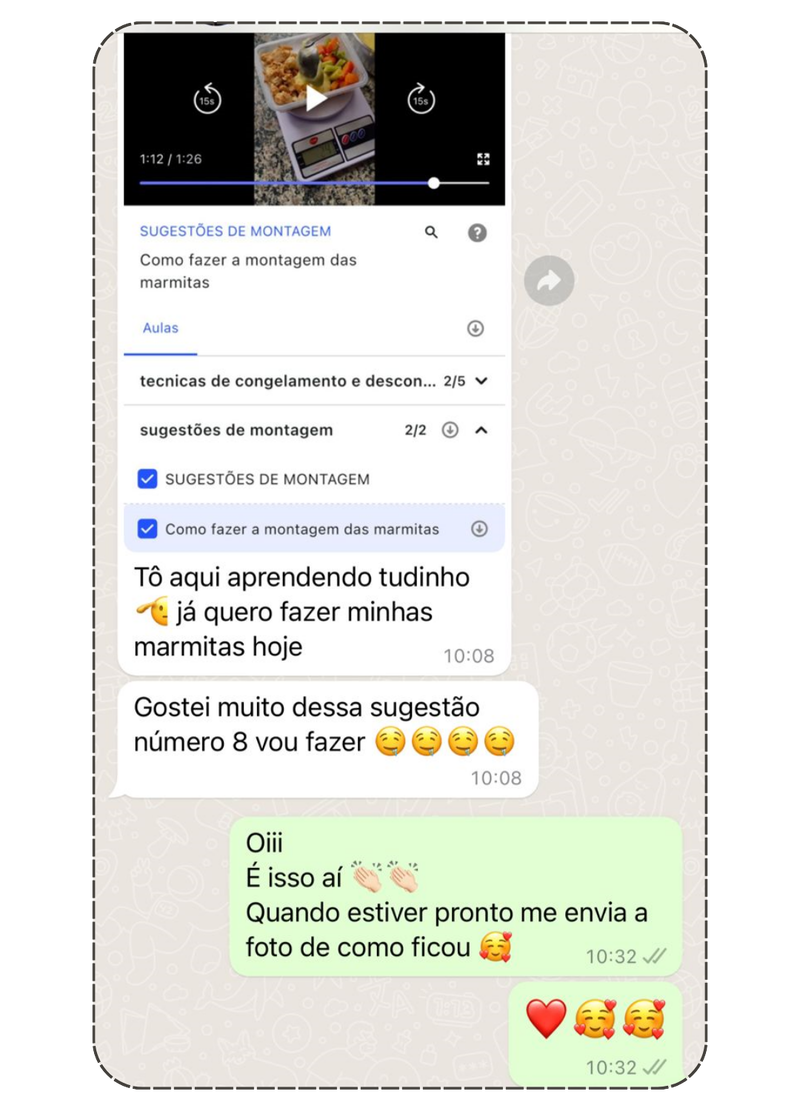 15s
15s
1:12 / 1:26
SUGESTÕES DE MONTAGEM
?
Como fazer a montagem das
marmitas
Aulas
tecnicas de congelamento e descon... 2/5
sugestões de montagem 2/2
SUGESTÕES DE MONTAGEM
Como fazer a montagem das marmitas
Tô aqui aprendendo tudinho
🫡 já quero fazer minhas
marmitas hoje
10:08
Gostei muito dessa sugestão
número 8 vou fazer 🤤🤤🤤🤤
10:08
Oiii
É isso aí 👏🏻👏🏻
Quando estiver pronto me envia a
foto de como ficou 🥰
10:32
❤️🥰🥰
10:32